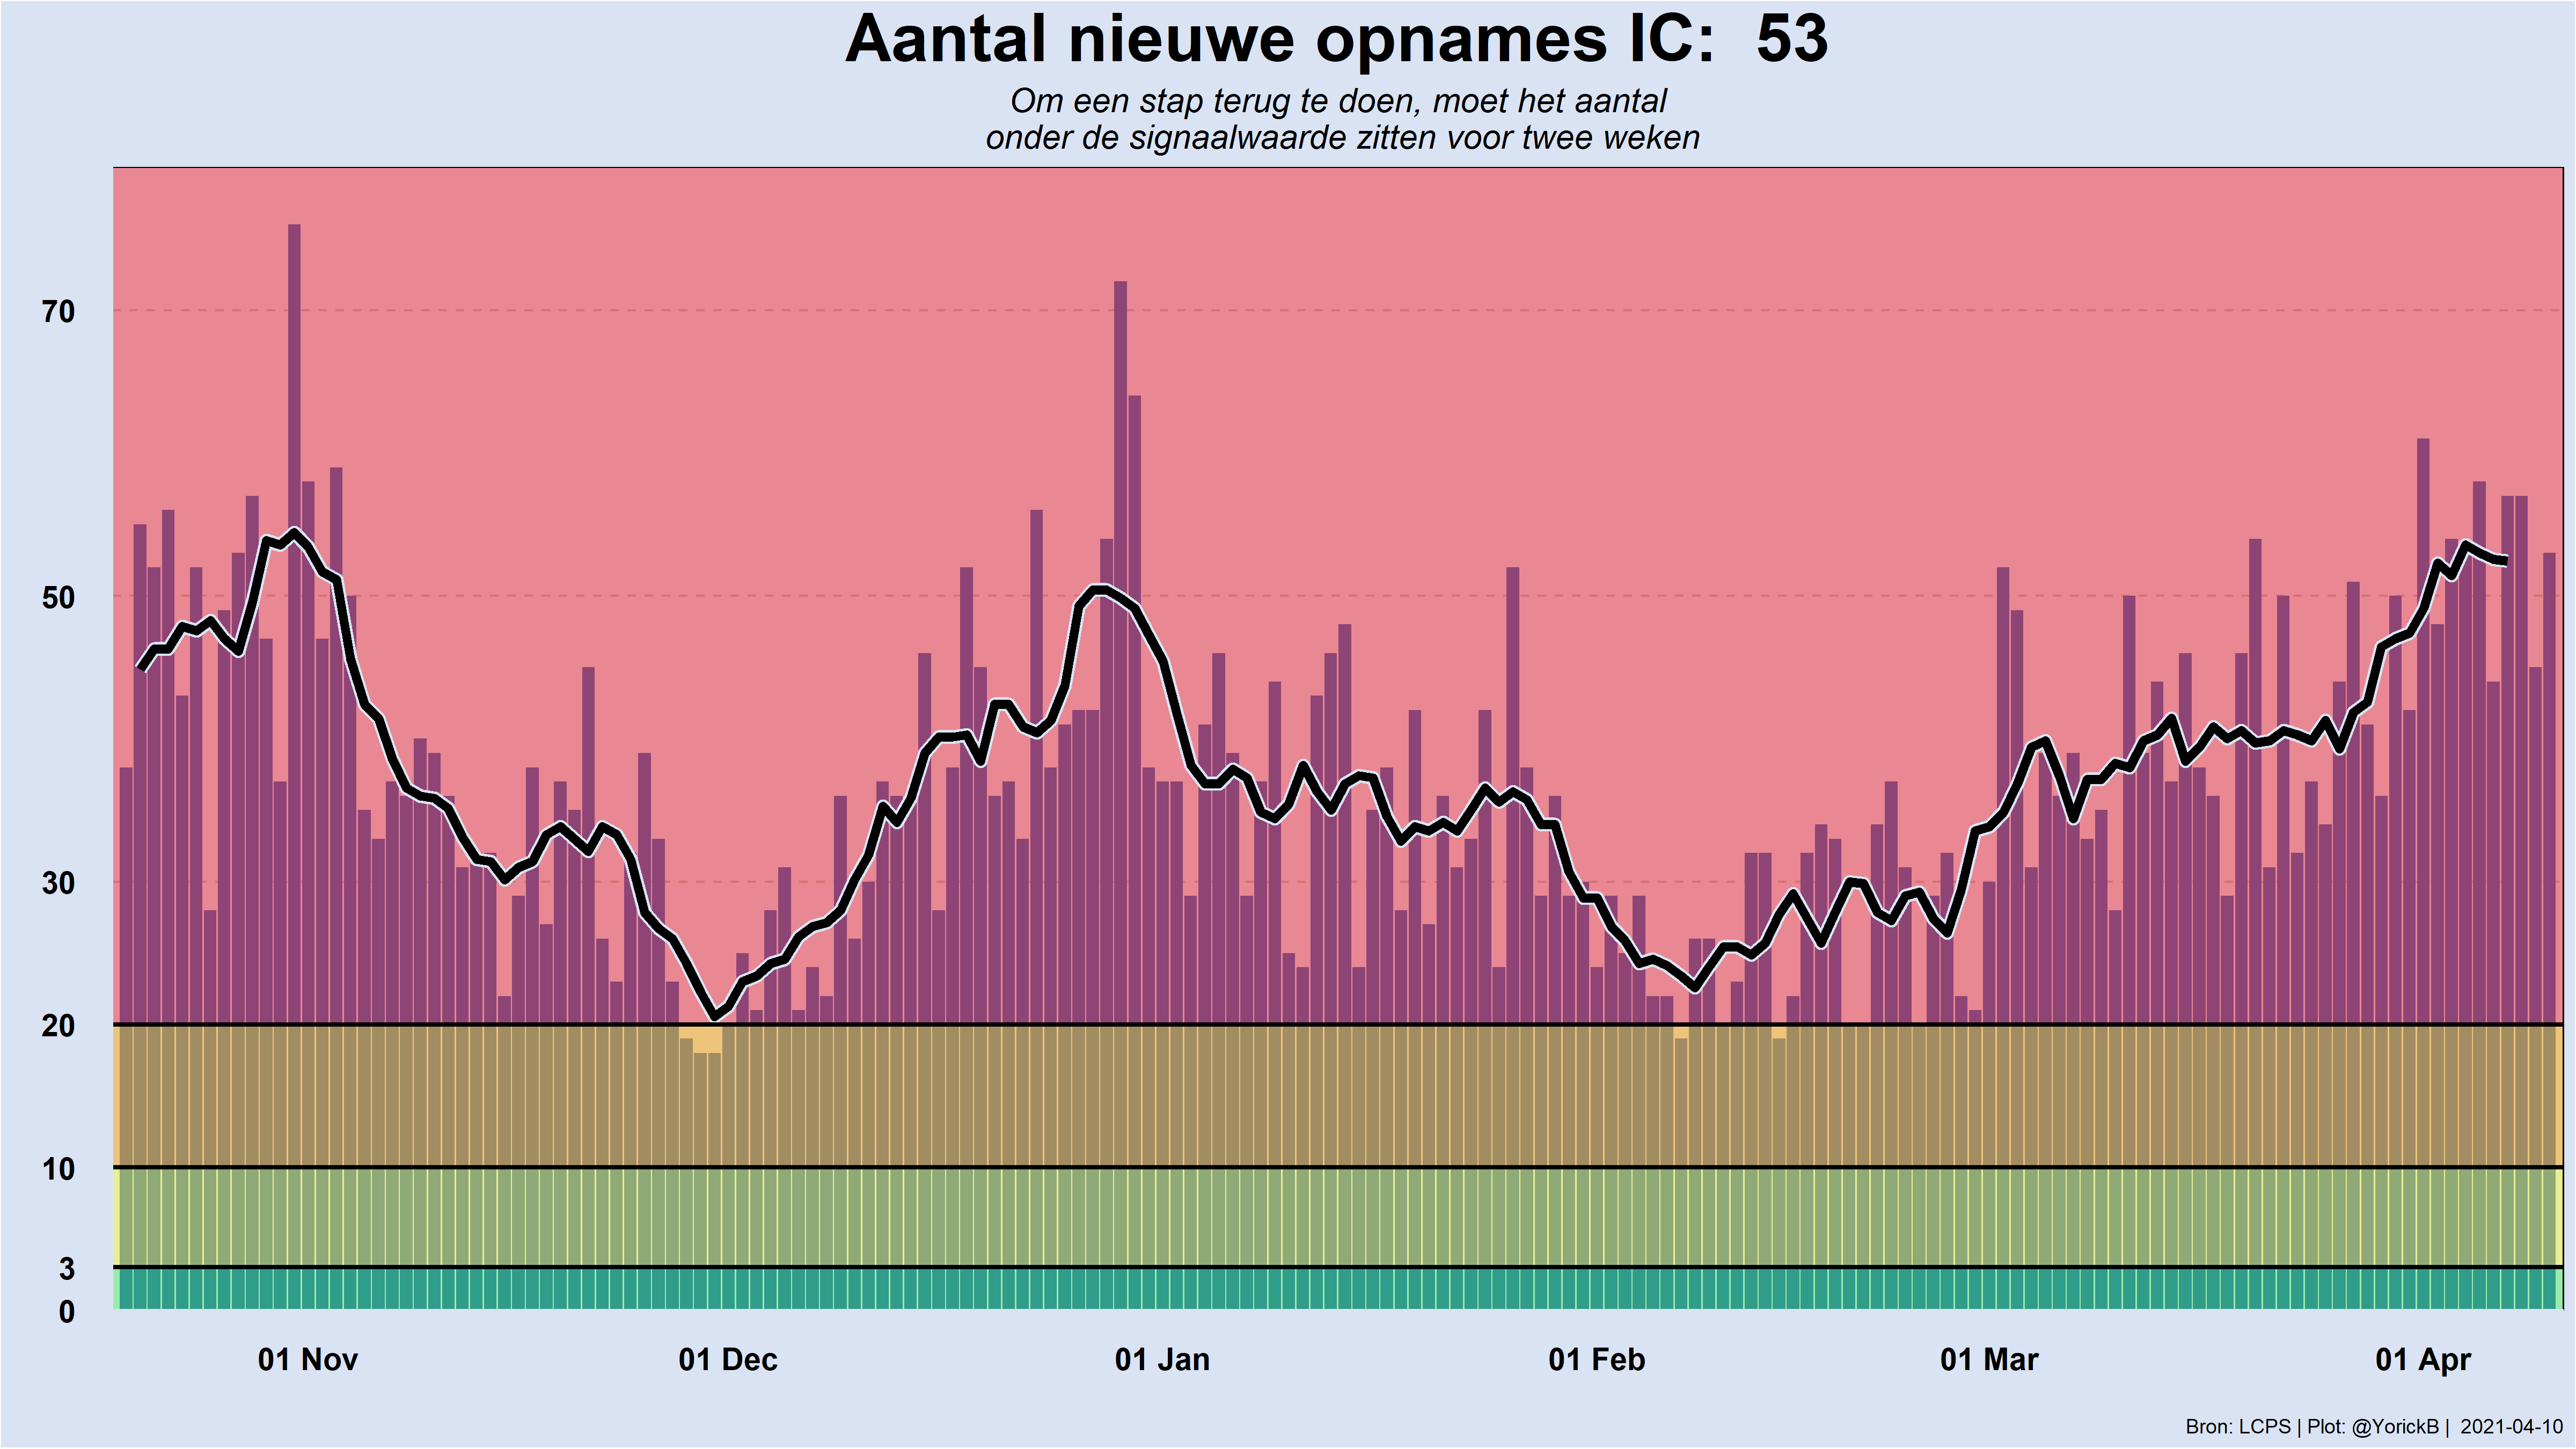 Aantal nieuwe opnames IC:  53
Om een stap terug te doen, moet het aantal
onder de signaalwaarde zitten voor twee weken
70
50
30
20
10
3
0
01 Nov
01 Dec
01 Jan
01 Feb
01 Mar
01 Apr
Bron: LCPS | Plot: @YorickB |  2021-04-10